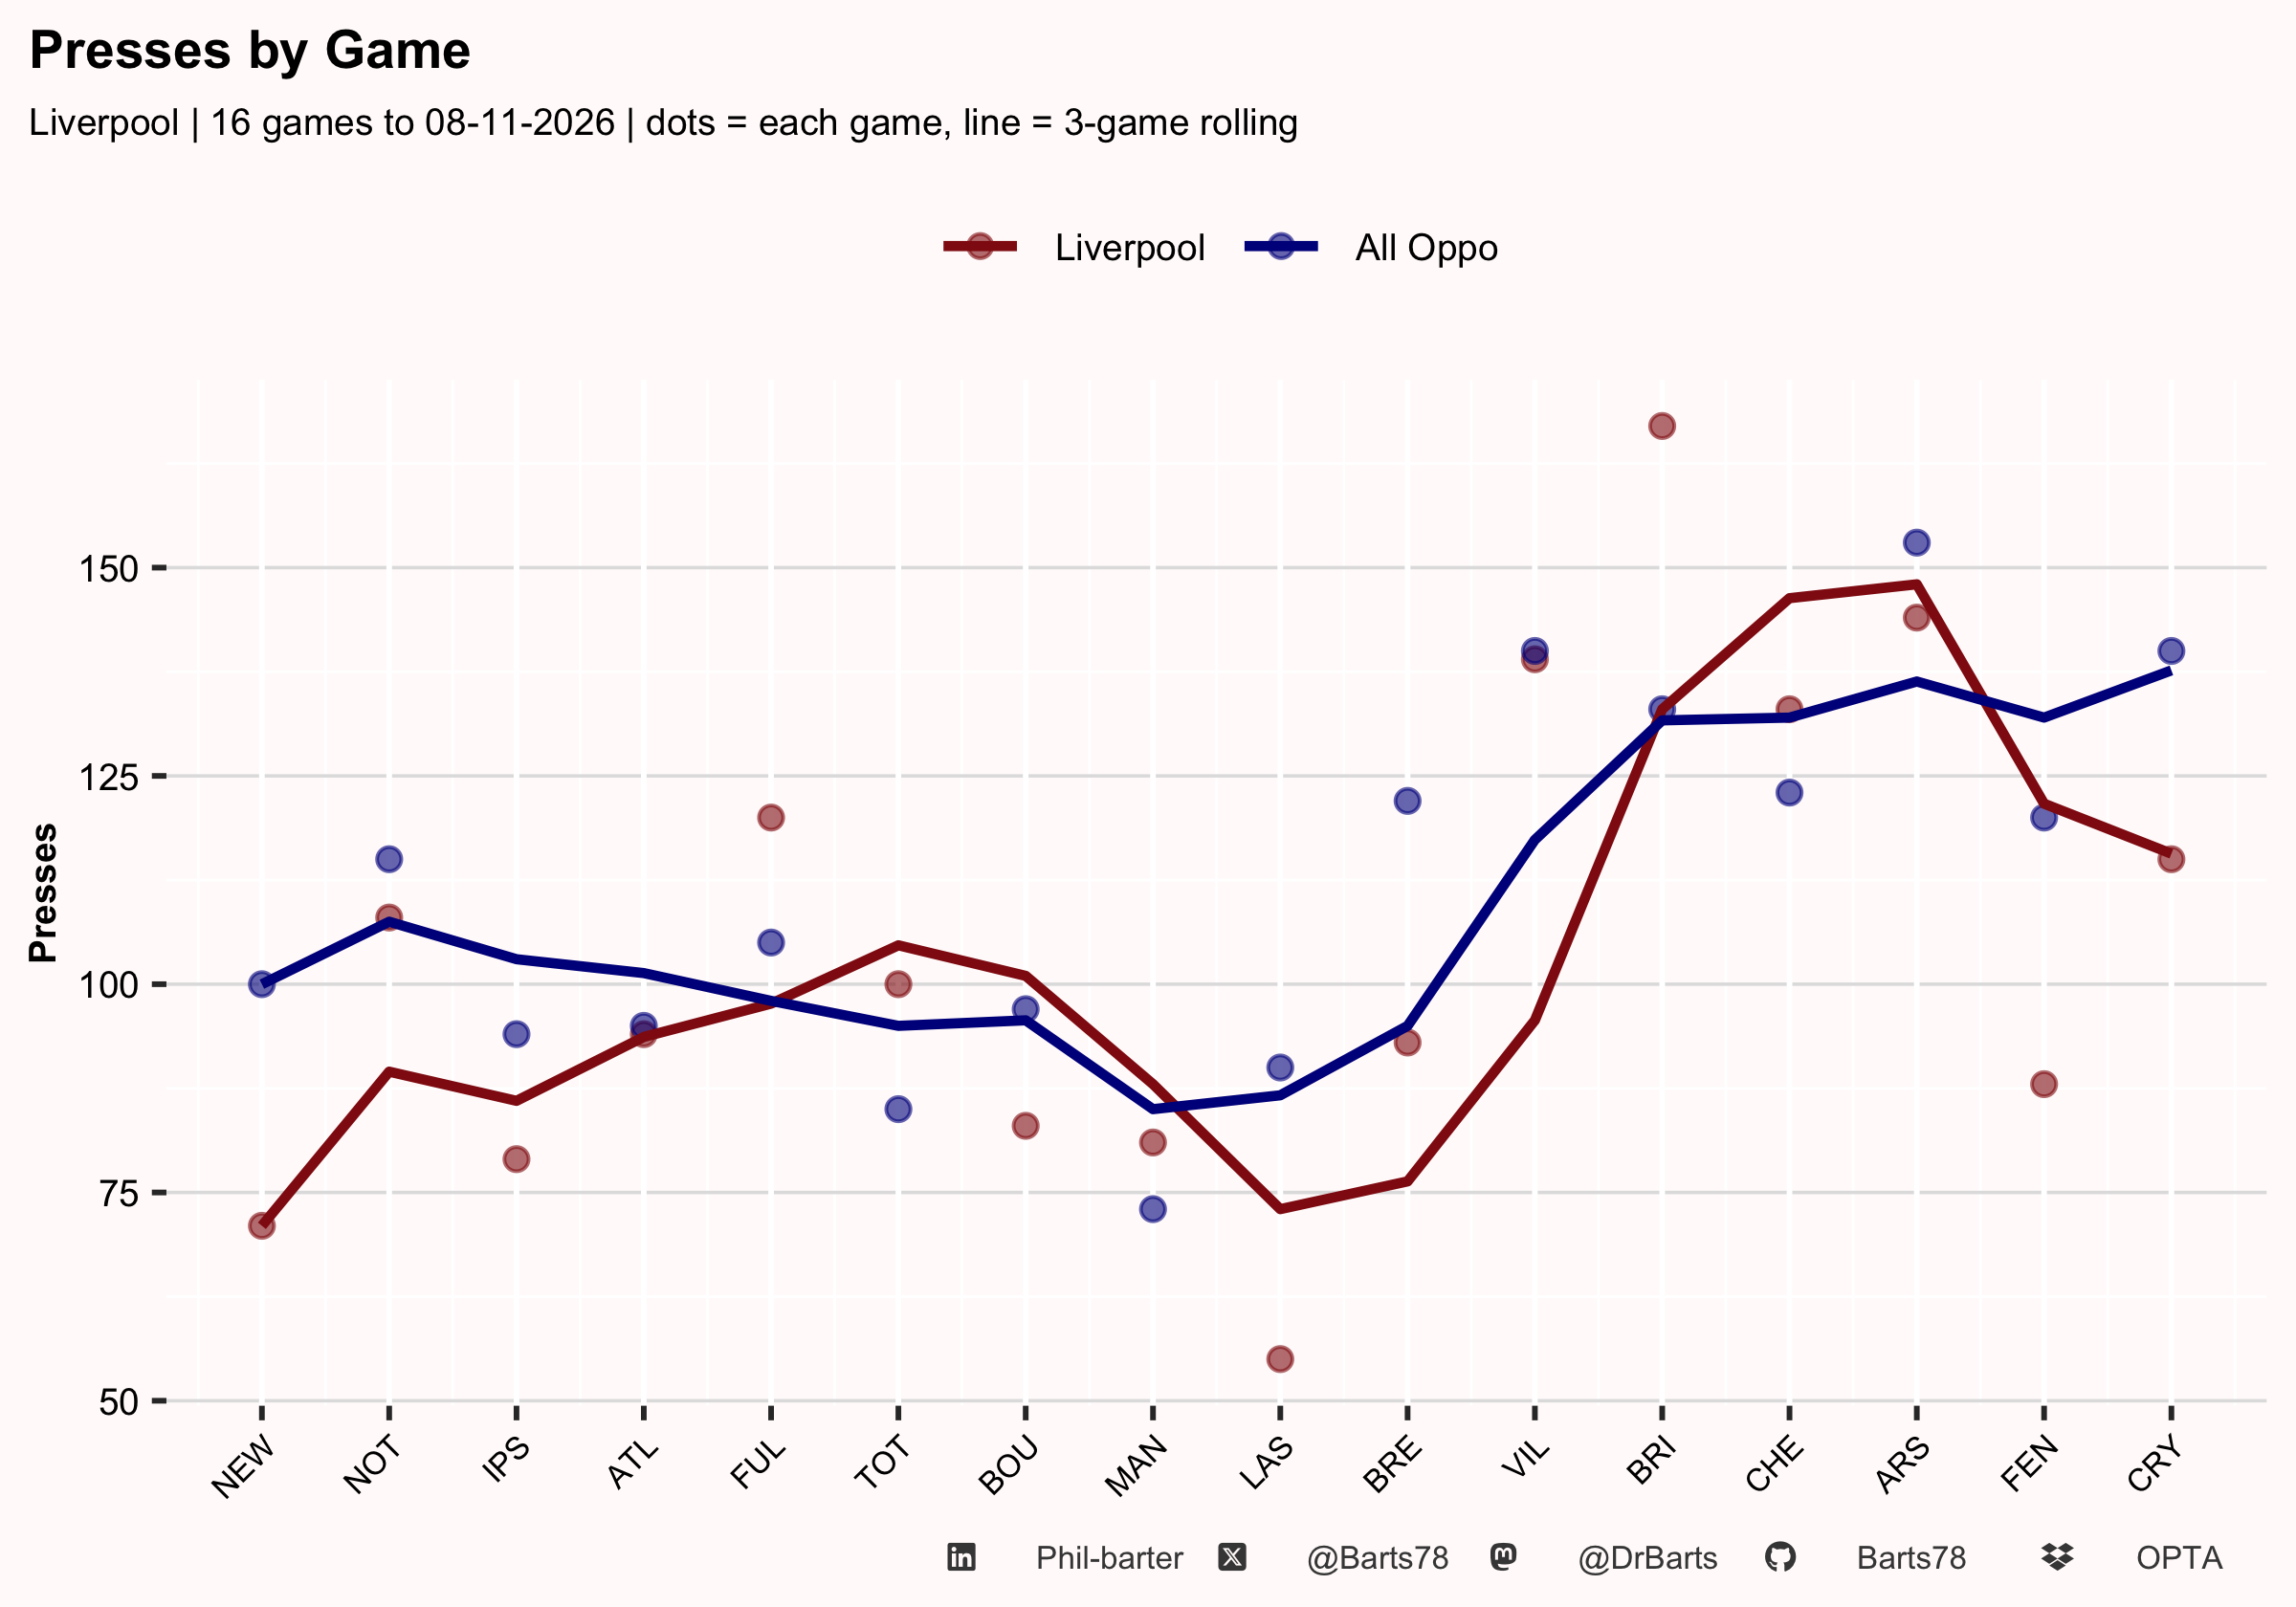 Presses by Game
Liverpool | 16 games to 08-11-2026 | dots = each game, line = 3-game rolling
Liverpool All Oppo
Presses
150
125
100
75
50
NEW NOT IPS ATL FUL TOT BOU MAN LAS BRE VIL BRI CHE ARS FEN CRY
Phil-barter @Barts78 @DrBarts Barts78 OPTA